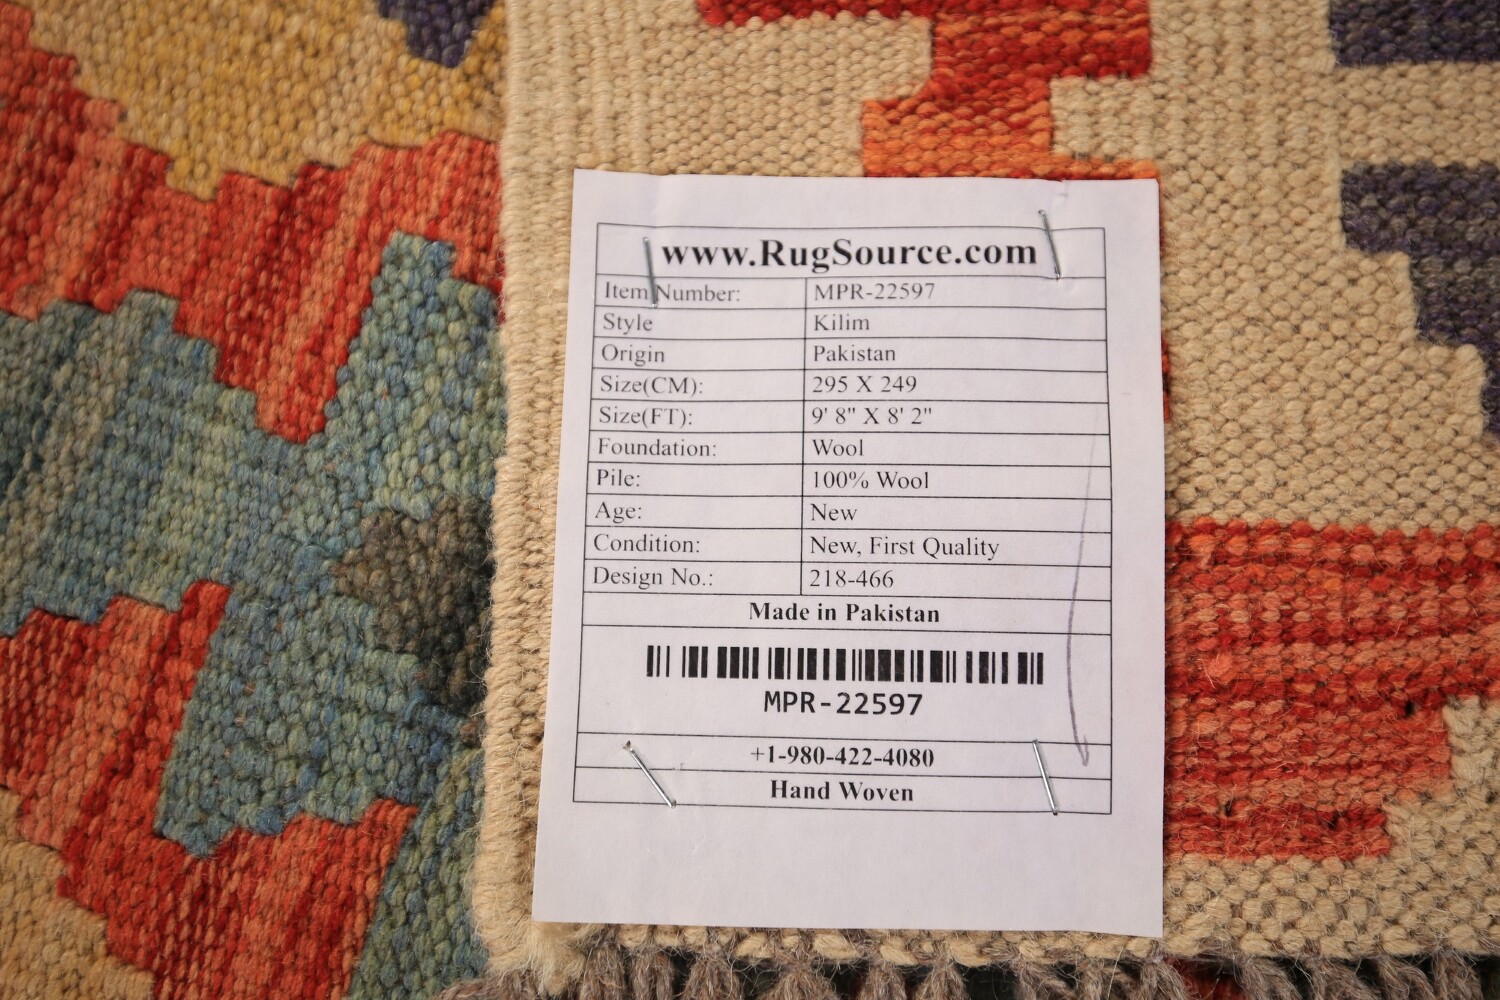 www.RugSource.com
Item Number: MPR-22597
Style Kilim
Origin Pakistan
Size(CM): 295 X 249
Size(FT): 9' 8" X 8' 2"
Foundation: Wool
Pile: 100% Wool
Age: New
Condition: New, First Quality
Design No.: 218-466
Made in Pakistan
MPR-22597
+1-980-422-4080
Hand Woven